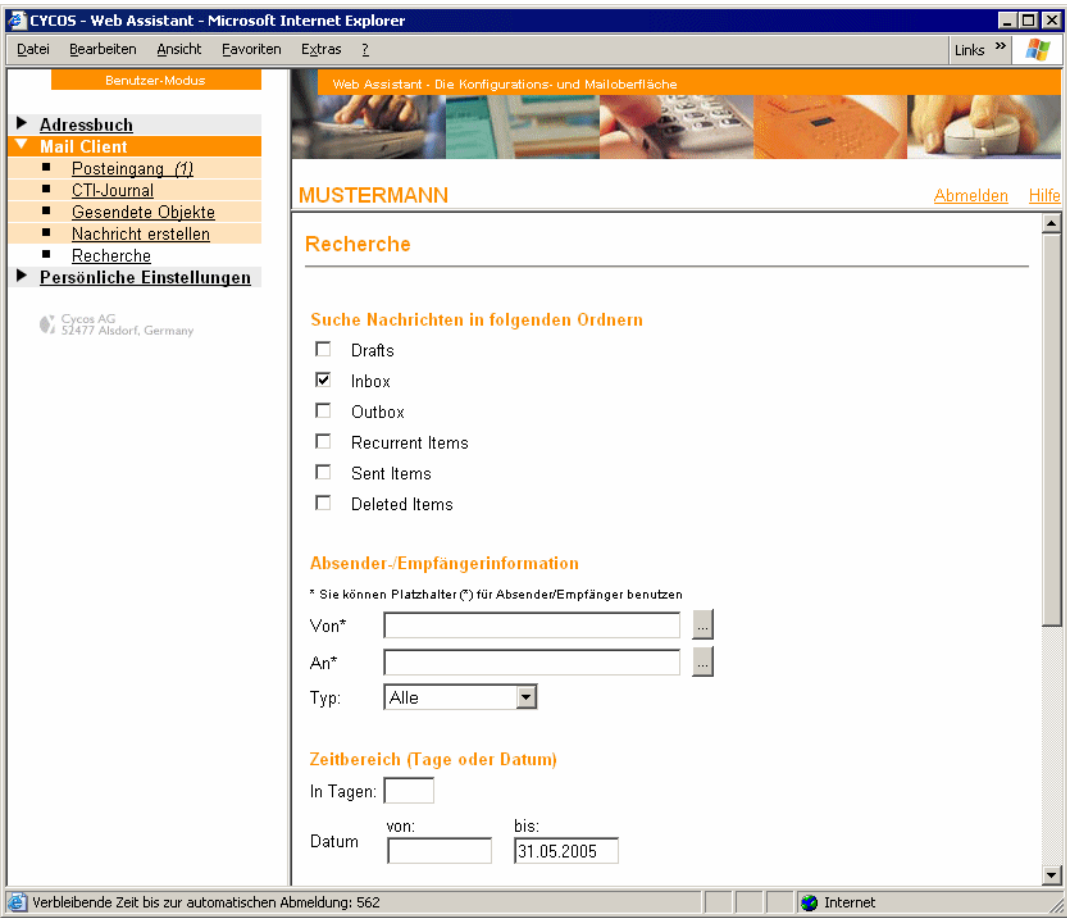 CYCOS - Web Assistant - Microsoft Internet Explorer
Datei Bearbeiten Ansicht Favoriten Extras ? Links »
Benutzer-Modus
Adressbuch
Mail Client
Posteingang (1)
CTI-Journal
Gesendete Objekte
Nachricht erstellen
Recherche
Persönliche Einstellungen
Cycos AG
52477 Alsdorf, Germany
Web Assistant - Die Konfigurations- und Mailoberfläche
MUSTERMANN Abmelden Hilfe
Recherche
Suche Nachrichten in folgenden Ordnern
Drafts
Inbox
Outbox
Recurrent Items
Sent Items
Deleted Items
Absender-/Empfängerinformation
* Sie können Platzhalter (*) für Absender/Empfänger benutzen
Von* ...
An* ...
Typ: Alle
Zeitbereich (Tage oder Datum)
In Tagen:
von: bis:
Datum 31.05.2005
Verbleibende Zeit bis zur automatischen Abmeldung: 562 Internet